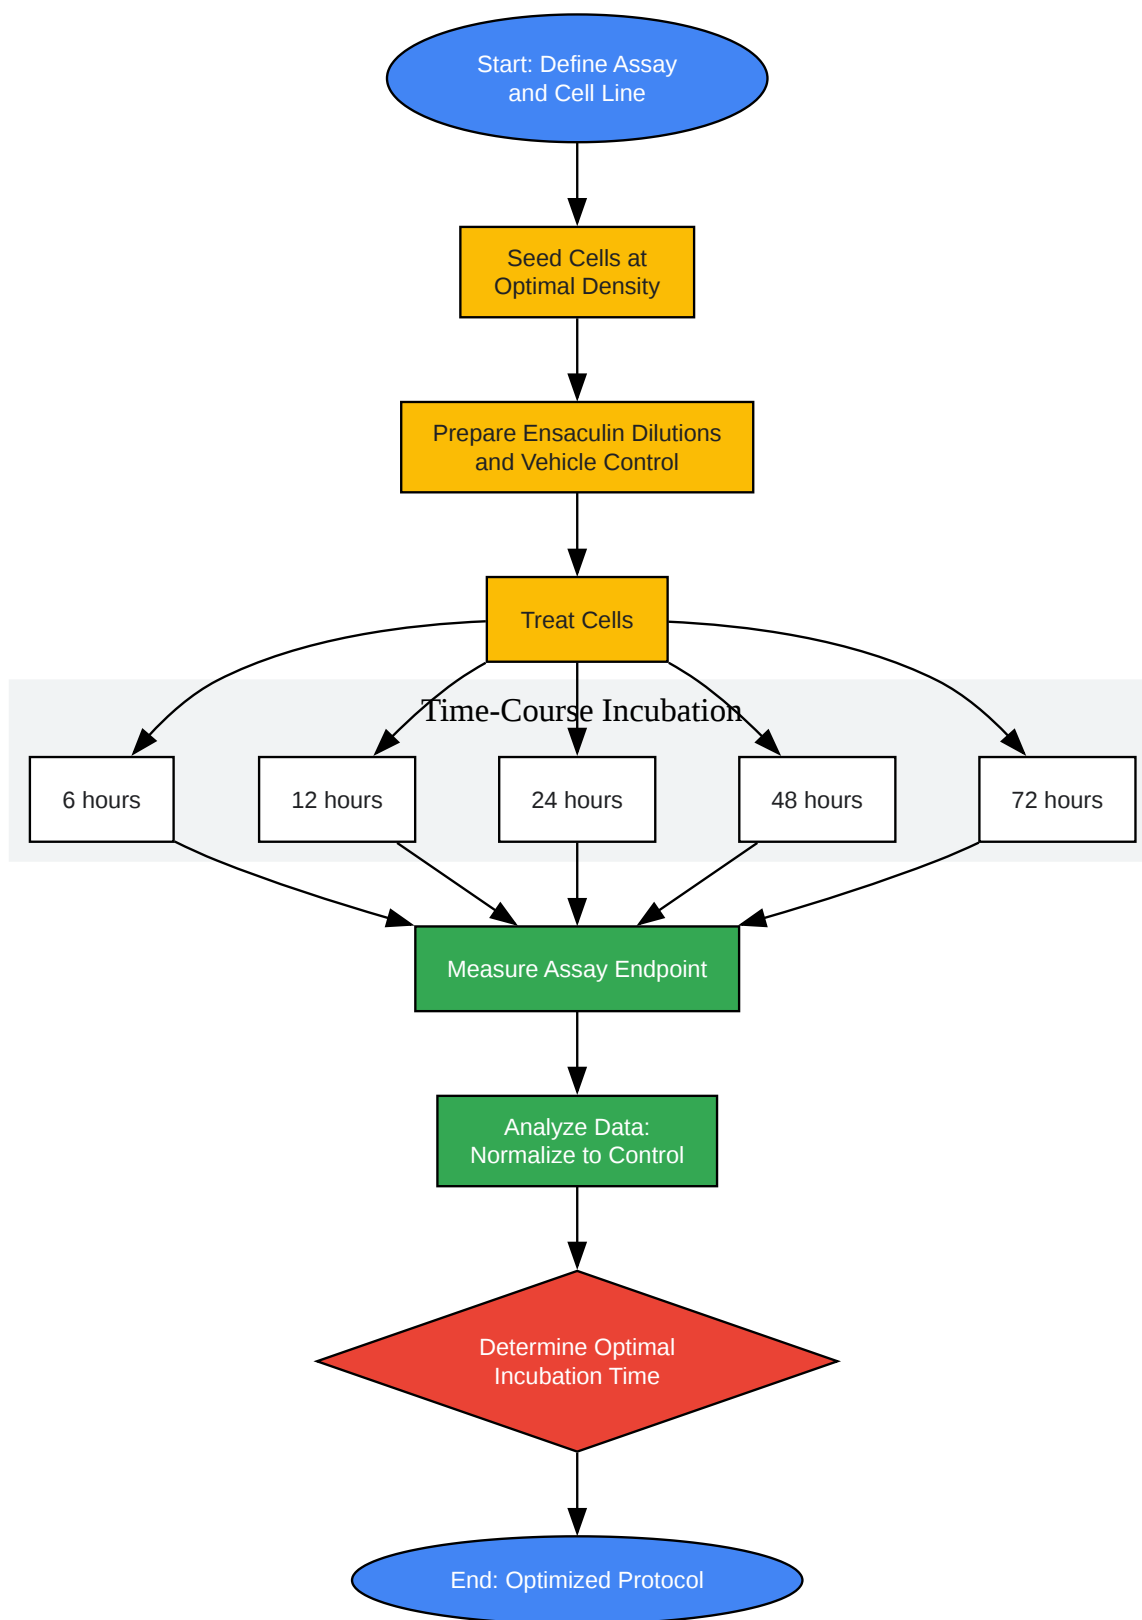 Start: Define Assay
and Cell Line
Seed Cells at
Optimal Density
Prepare Ensaculin Dilutions
and Vehicle Control
Treat Cells
Time-Course Incubation
6 hours
12 hours
24 hours
48 hours
72 hours
Measure Assay Endpoint
Analyze Data:
Normalize to Control
Determine Optimal
Incubation Time
End: Optimized Protocol